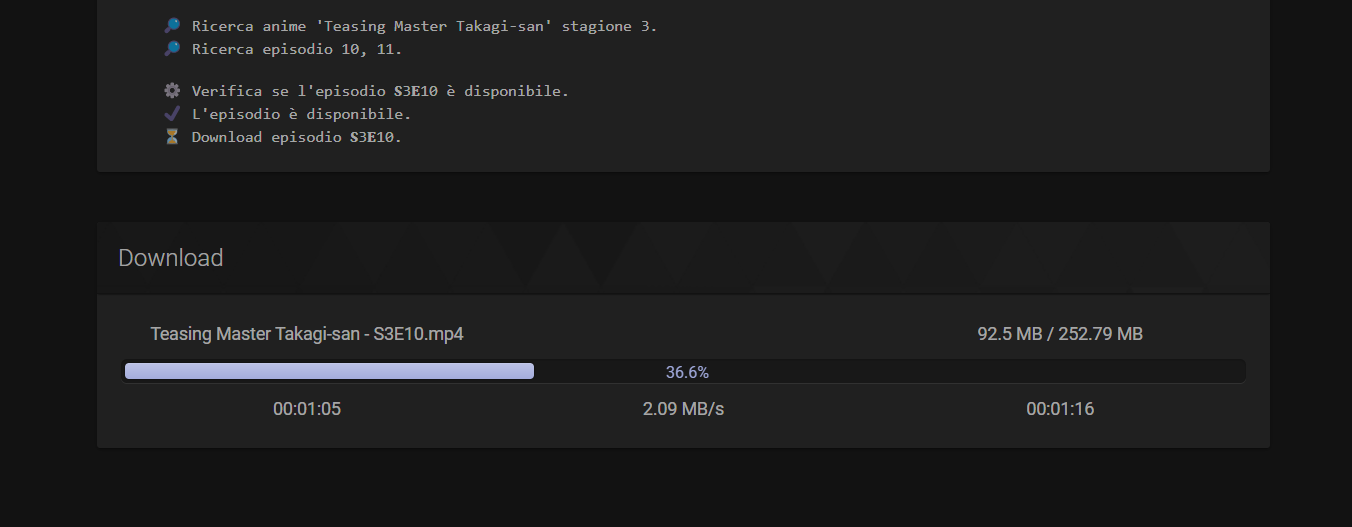 Ricerca anime 'Teasing Master Takagi-san' stagione 3.
Ricerca episodio 10, 11.
Verifica se l'episodio S3E10 è disponibile.
L'episodio è disponibile.
Download episodio S3E10.
Download
Teasing Master Takagi-san - S3E10.mp4 92.5 MB / 252.79 MB
36.6%
00:01:05 2.09 MB/s 00:01:16